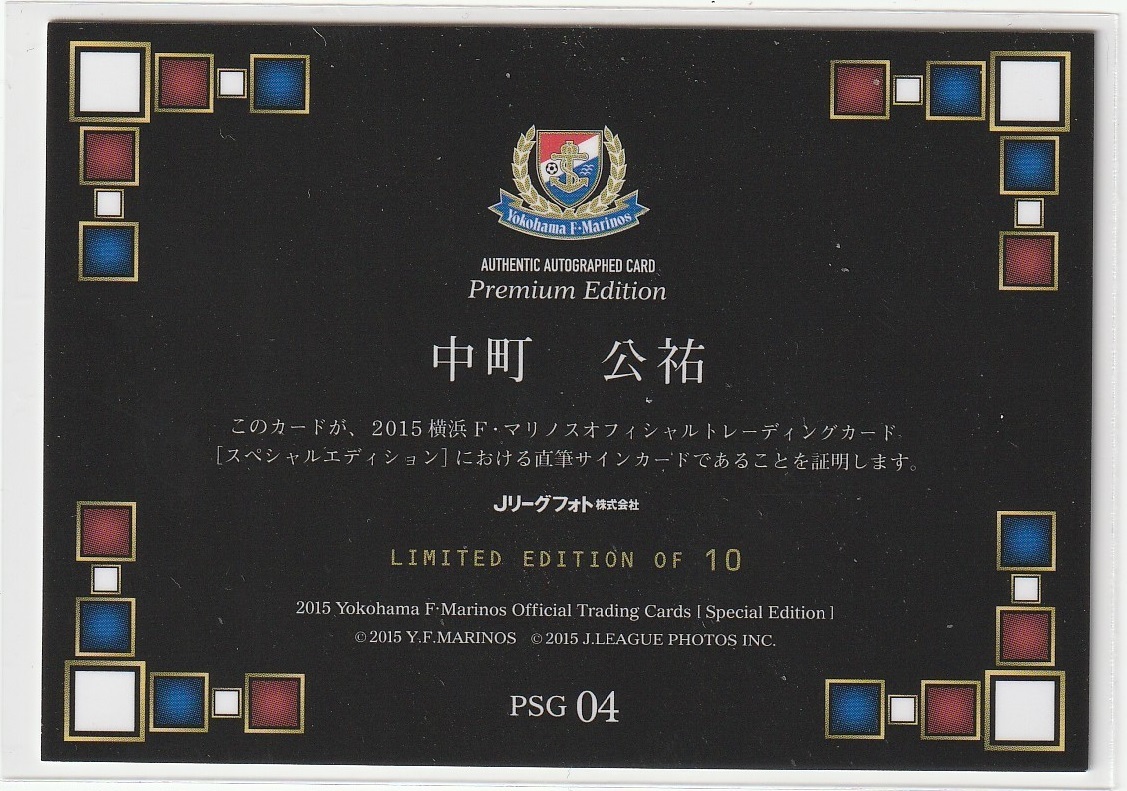 Yokohama F·Marinos
AUTHENTIC AUTOGRAPHED CARD
Premium Edition
中町　公祐
このカードが、2015 横浜 F・マリノスオフィシャルトレーディングカード
[スペシャルエディション] における直筆サインカードであることを証明します。
Jリーグフォト株式会社
LIMITED EDITION OF 10
2015 Yokohama F·Marinos Official Trading Cards [ Special Edition ]
© 2015 Y.F.MARINOS © 2015 J.LEAGUE PHOTOS INC.
PSG 04